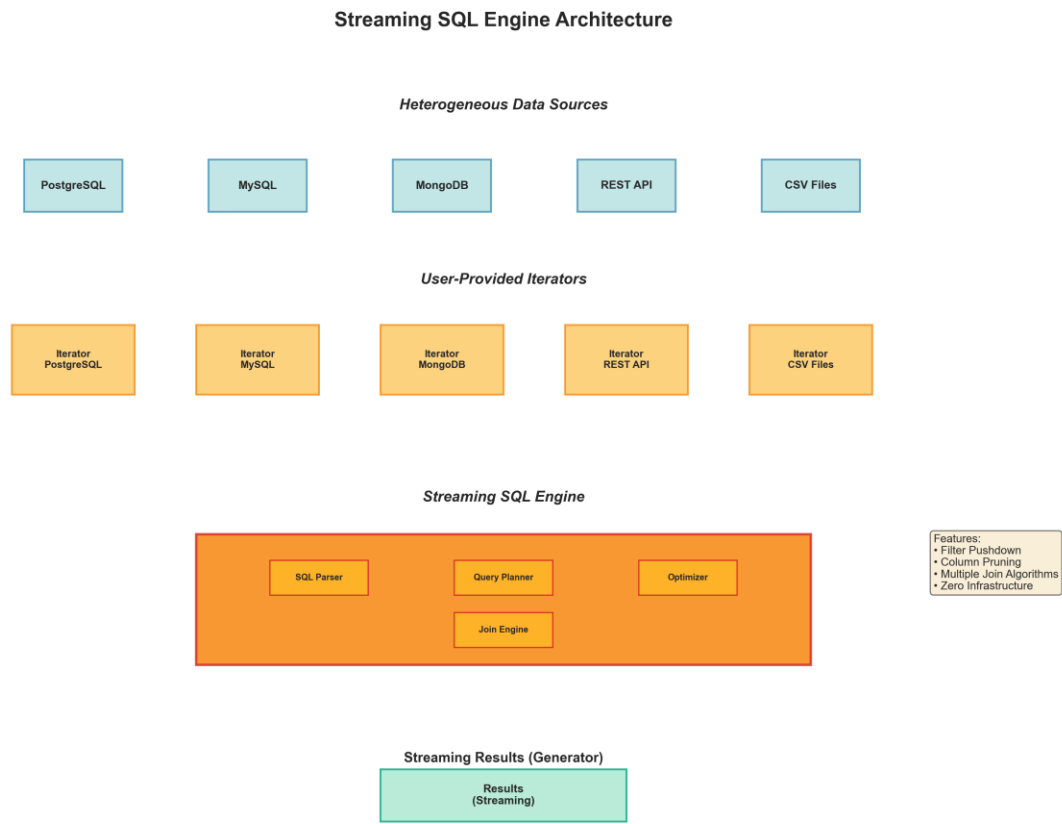 Streaming SQL Engine Architecture
Heterogeneous Data Sources
PostgreSQL
MySQL
MongoDB
REST API
CSV Files
User-Provided Iterators
Iterator
PostgreSQL
Iterator
MySQL
Iterator
MongoDB
Iterator
REST API
Iterator
CSV Files
Streaming SQL Engine
SQL Parser
Query Planner
Optimizer
Join Engine
Features:
• Filter Pushdown
• Column Pruning
• Multiple Join Algorithms
• Zero Infrastructure
Streaming Results (Generator)
Results
(Streaming)